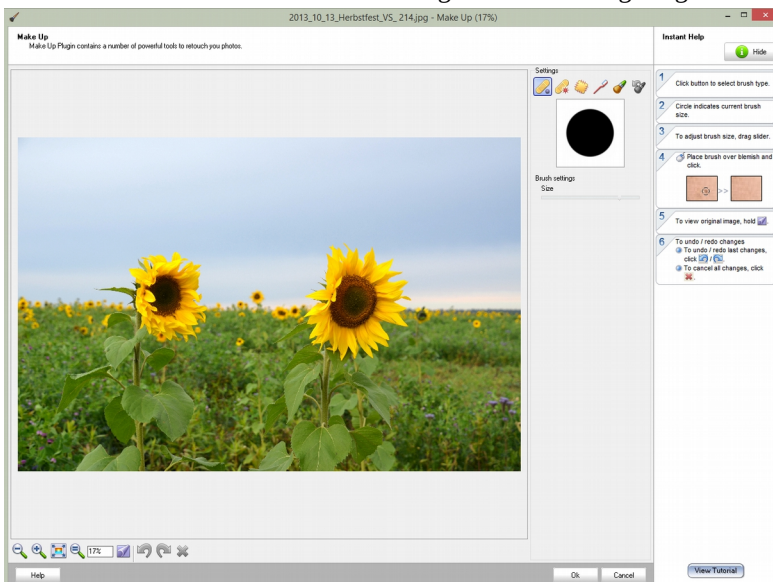 2013_10_13_Herbstfest_VS_ 214.jpg - Make Up (17%)
Make Up
Make Up Plugin contains a number of powerful tools to retouch you photos.
Settings
Brush settings
Size
17%
Help
Ok
Cancel
Instant Help
Hide
1
Click button to select brush type.
2
Circle indicates current brush
size.
3
To adjust brush size, drag slider.
4
Place brush over blemish and
click.
>>
5
To view original image, hold .
6
To undo / redo changes
To undo / redo last changes,
click / .
To cancel all changes, click
.
View Tutorial